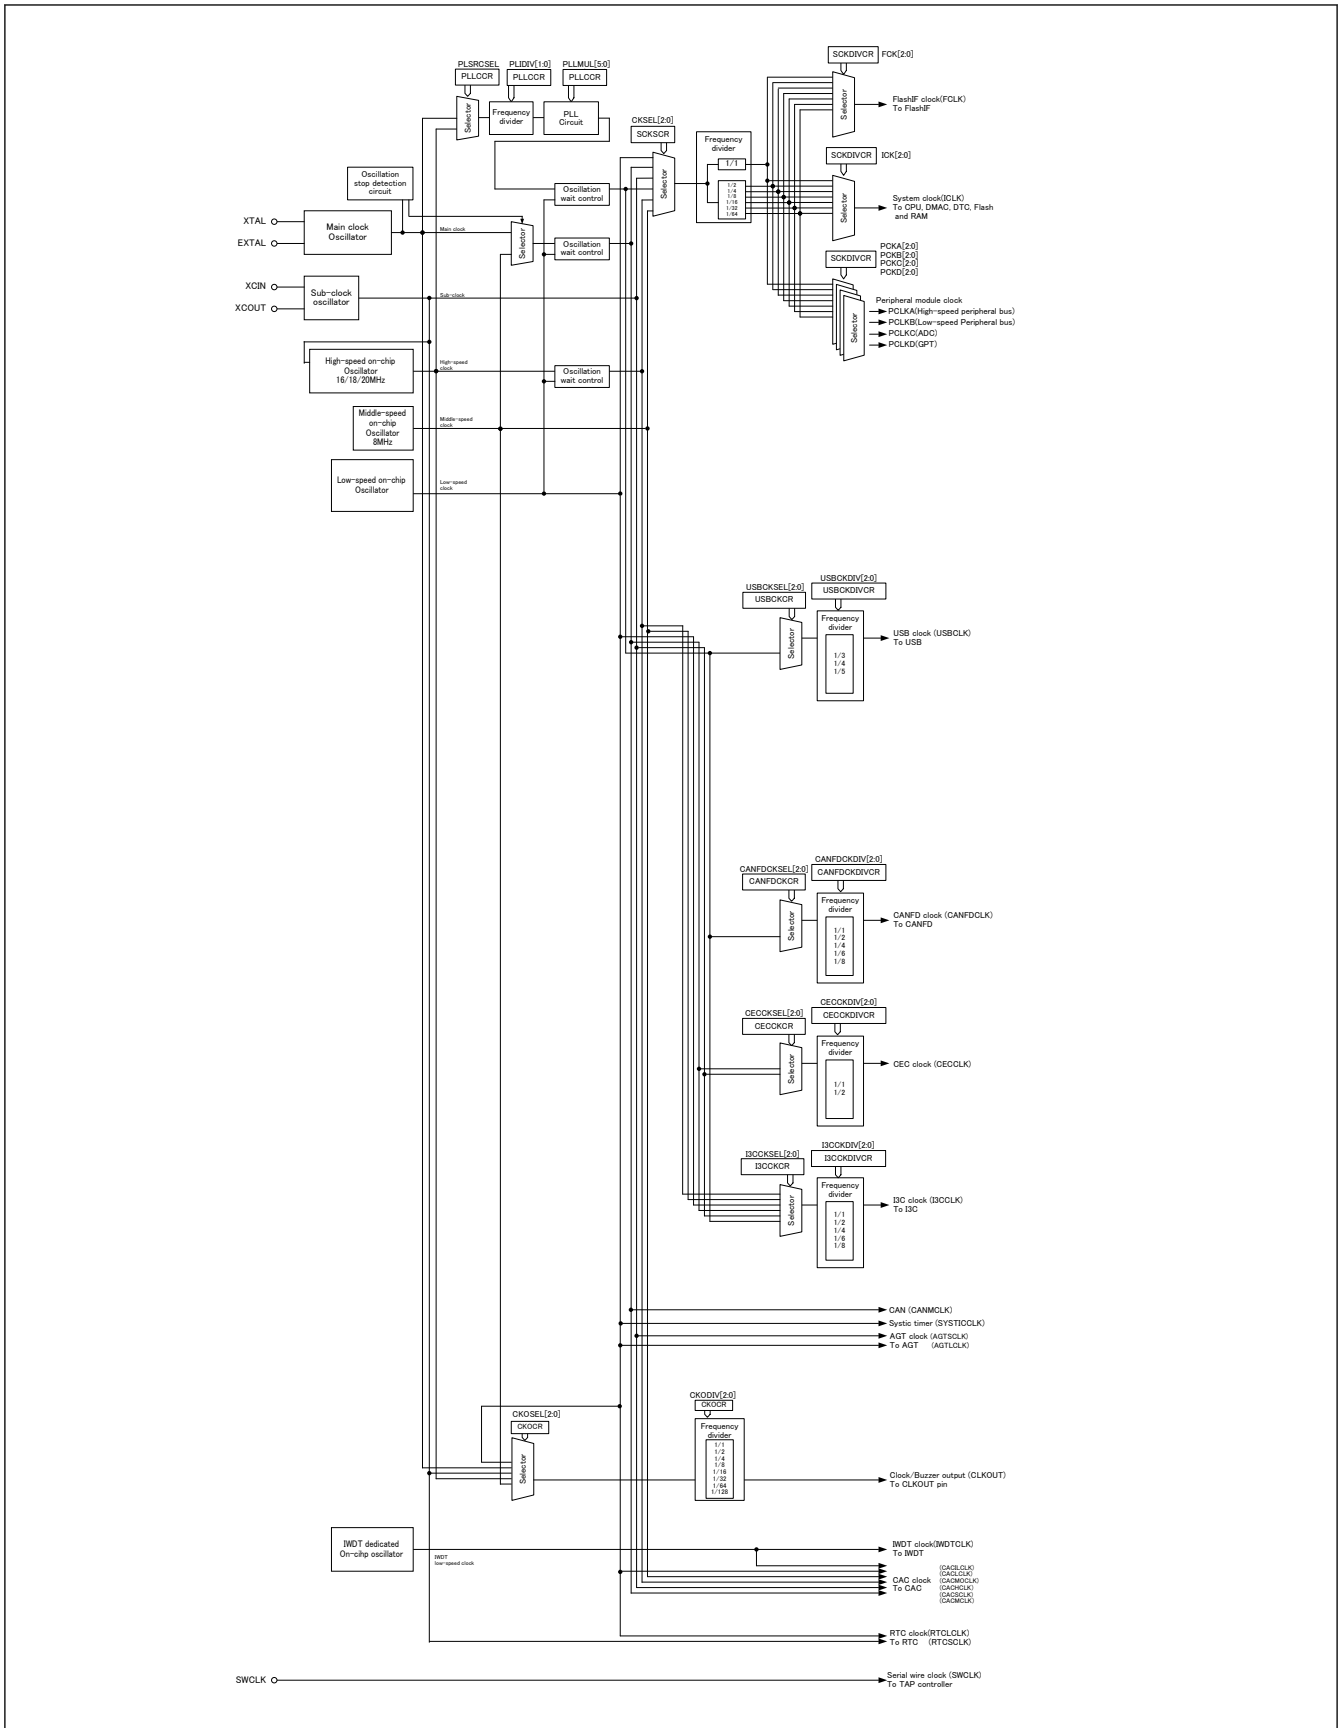 SCKDIVCR FCK[2:0]
PLSRCSEL PLIDIV[1:0] PLLMUL[5:0]
PLLCCR PLLCCR PLLCCR
Selector
Frequency
divider
PLL
Circuit
Selector
FlashIF clock(FCLK)
To FlashIF
CKSEL[2:0]
SCKSCR
Selector
Frequency
divider
1/1
1/2
1/4
1/8
1/16
1/32
1/64
SCKDIVCR ICK[2:0]
Selector
System clock(ICLK)
To CPU, DMAC, DTC, Flash
and RAM
Oscillation
stop detection
circuit
Oscillation
wait control
XTAL
EXTAL
Main clock
Oscillator
Main clock
Selector
Oscillation
wait control
SCKDIVCR
PCKA[2:0]
PCKB[2:0]
PCKC[2:0]
PCKD[2:0]
Selector
Peripheral module clock
PCLKA(High-speed peripheral bus)
PCLKB(Low-speed Peripheral bus)
PCLKC(ADC)
PCLKD(GPT)
XCIN
XCOUT
Sub-clock
oscillator
Sub-clock
High-speed on-chip
Oscillator
16/18/20MHz
High-speed
clock
Oscillation
wait control
Middle-speed
on-chip
Oscillator
8MHz
Middle-speed
clock
Low-speed on-chip
Oscillator
Low-speed
clock
USBCKSEL[2:0] USBCKDIV[2:0]
USBCKCR USBCKDIVCR
Selector
Frequency
divider
1/3
1/4
1/5
USB clock (USBCLK)
To USB
CANFDCKSEL[2:0] CANFDCKDIV[2:0]
CANFDCKCR CANFDCKDIVCR
Selector
Frequency
divider
1/1
1/2
1/4
1/6
1/8
CANFD clock (CANFDCLK)
To CANFD
CECCKSEL[2:0] CECCKDIV[2:0]
CECCKCR CECCKDIVCR
Selector
Frequency
divider
1/1
1/2
CEC clock (CECCLK)
I3CCKSEL[2:0] I3CCKDIV[2:0]
I3CCKCR I3CCKDIVCR
Selector
Frequency
divider
1/1
1/2
1/4
1/6
1/8
I3C clock (I3CCLK)
To I3C
CAN (CANMCLK)
Systic timer (SYSTICCLK)
AGT clock (AGTSCLK)
To AGT (AGTLCLK)
CKOSEL[2:0] CKODIV[2:0]
CKOCR CKOCR
Selector
Frequency
divider
1/1
1/2
1/4
1/8
1/16
1/32
1/64
1/128
Clock/Buzzer output (CLKOUT)
To CLKOUT pin
IWDT dedicated
On-cihp oscillator
IWDT
low-speed clock
IWDT clock(IWDTCLK)
To IWDT
CAC clock
To CAC
(CACILCLK)
(CACLCLK)
(CACMOCLK)
(CACHCLK)
(CACSCLK)
(CACMCLK)
RTC clock(RTCLCLK)
To RTC (RTCSCLK)
SWCLK
Serial wire clock (SWCLK)
To TAP controller